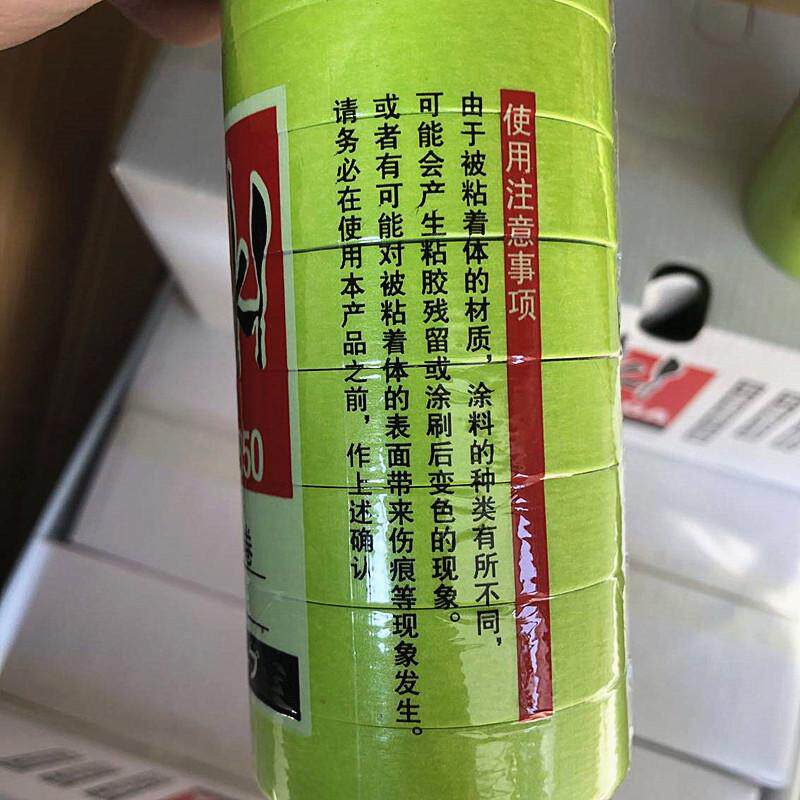 使用注意事项
由于被粘着体的材质，涂料的种类有所不同，
可能会产生粘胶残留或涂刷后变色的现象。
或者有可能对被粘着体的表面带来伤痕等现象发生。
请务必在使用本产品之前，作上述确认
50